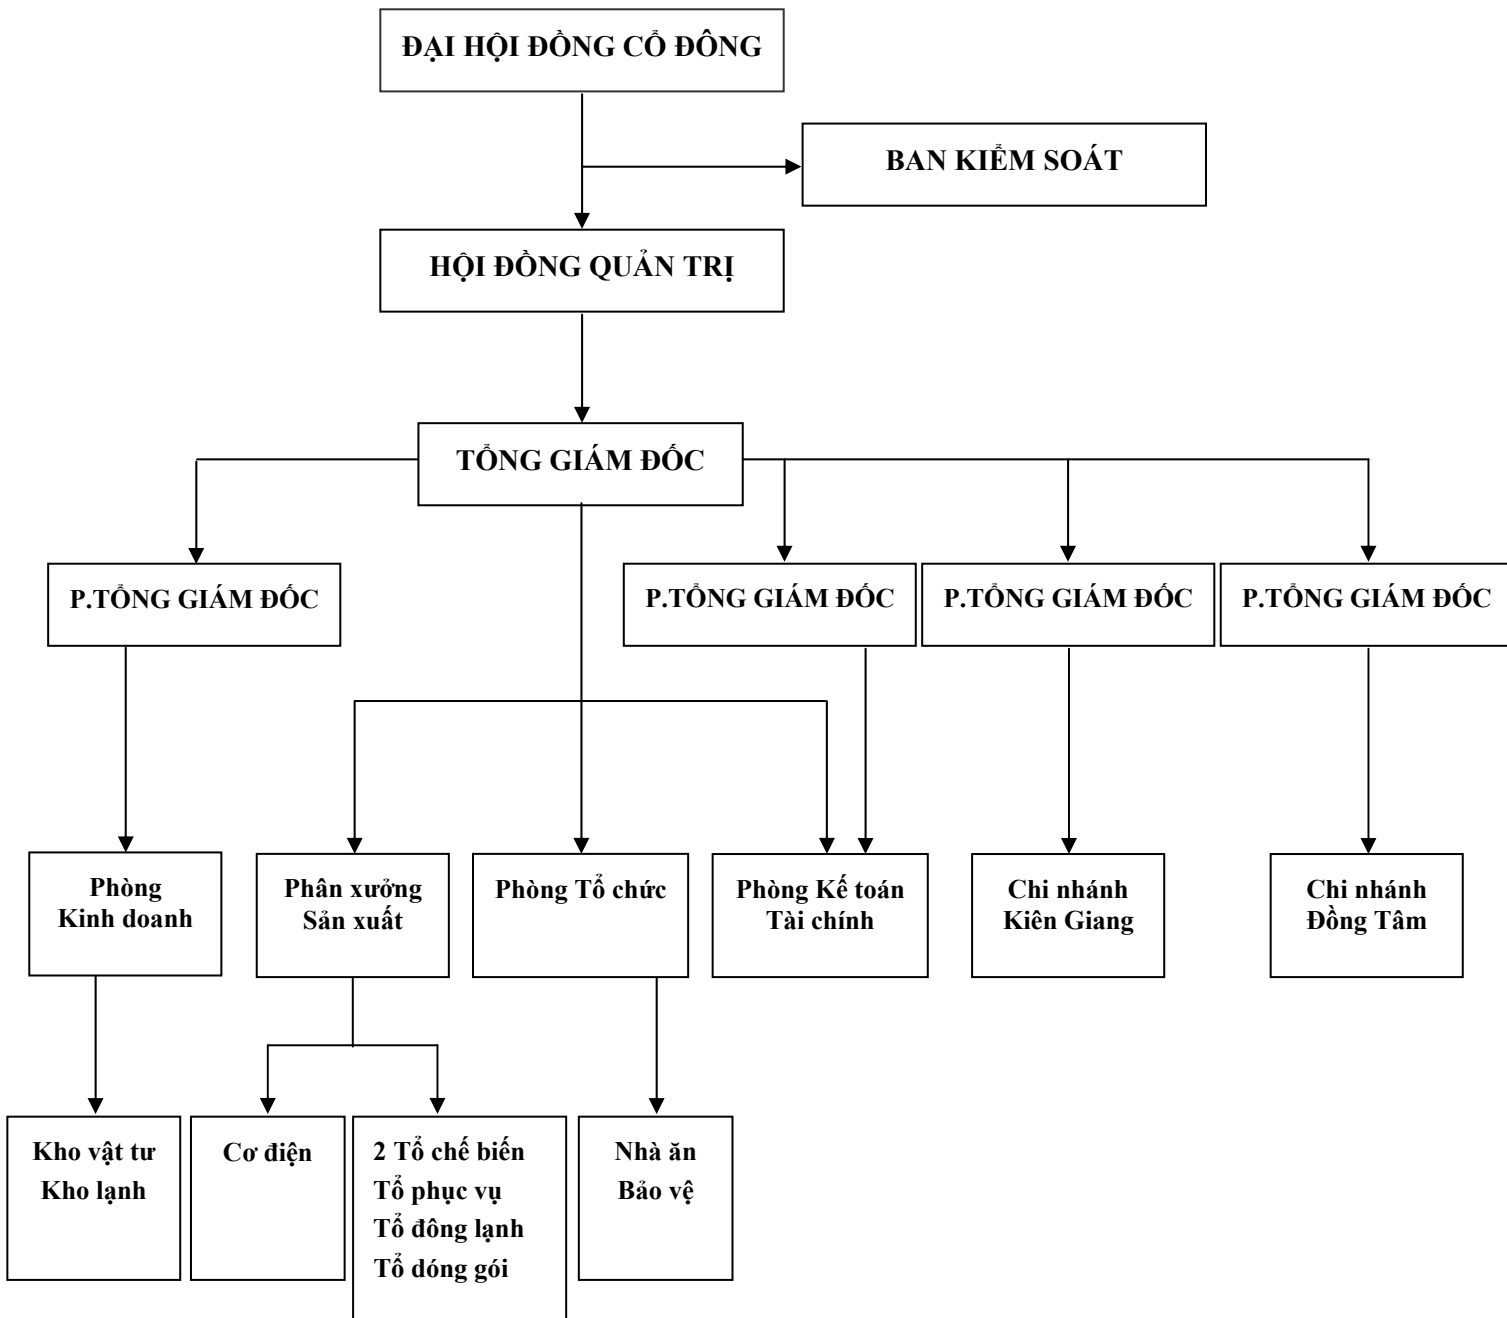 ĐẠI HỘI ĐỒNG CỔ ĐÔNG
BAN KIỂM SOÁT
HỘI ĐỒNG QUẢN TRỊ
TỔNG GIÁM ĐỐC
P.TỔNG GIÁM ĐỐC
P.TỔNG GIÁM ĐỐC
P.TỔNG GIÁM ĐỐC
P.TỔNG GIÁM ĐỐC
Phòng
Kinh doanh
Phân xưởng
Sản xuất
Phòng Tổ chức
Phòng Kế toán
Tài chính
Chi nhánh
Kiên Giang
Chi nhánh
Đồng Tâm
Kho vật tư
Kho lạnh
Cơ điện
2 Tổ chế biến
Tổ phục vụ
Tổ đông lạnh
Tổ dóng gói
Nhà ăn
Bảo vệ